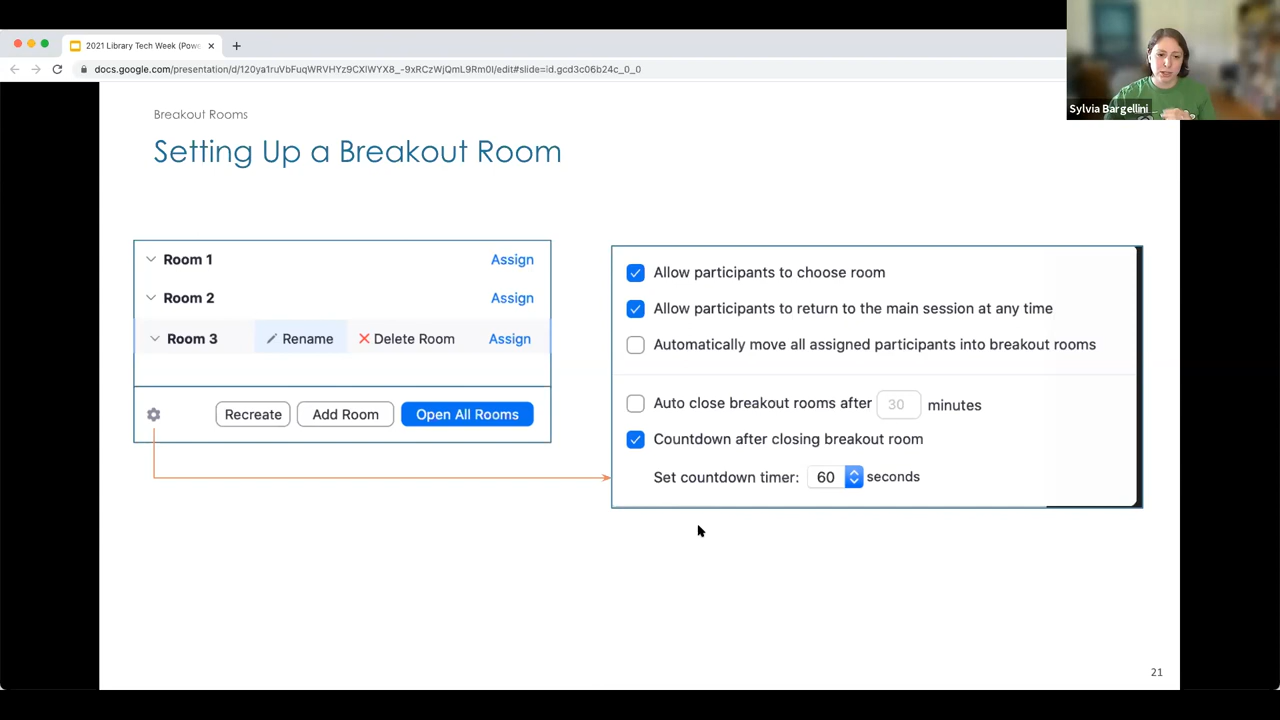 2021 Library Tech Week (Powe
docs.google.com/presentation/d/120ya1ruVbFuqWRVHYz9CXlWYX8_-9xRCzWjQmL9Rm0I/edit#slide=id.gcd3c06b24c_0_0
Sylvia Bargellini
Breakout Rooms
Setting Up a Breakout Room
Room 1 Assign
Room 2 Assign
Room 3 Rename Delete Room Assign
Recreate Add Room Open All Rooms
Allow participants to choose room
Allow participants to return to the main session at any time
Automatically move all assigned participants into breakout rooms
Auto close breakout rooms after 30 minutes
Countdown after closing breakout room
Set countdown timer: 60 seconds
21